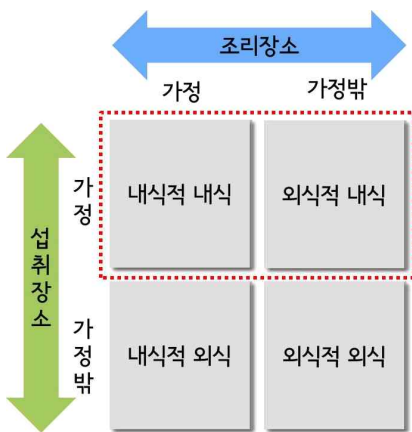 조리장소
가정 가정밖
섭취장소
가정
내식적 내식 외식적 내식
가정밖
내식적 외식 외식적 외식